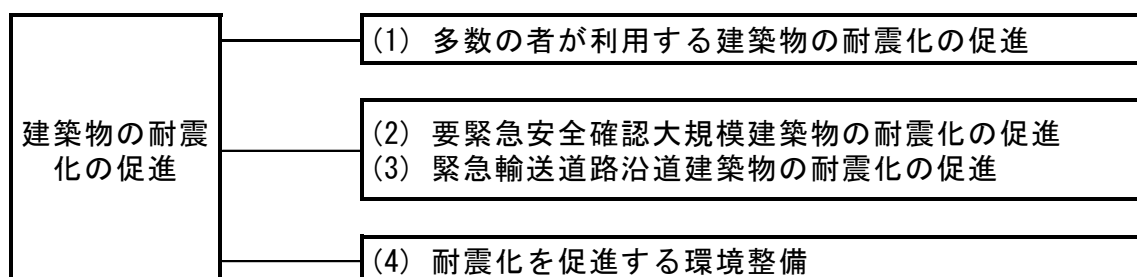 建築物の耐震
化の促進
(1) 多数の者が利用する建築物の耐震化の促進
(2) 要緊急安全確認大規模建築物の耐震化の促進
(3) 緊急輸送道路沿道建築物の耐震化の促進
(4) 耐震化を促進する環境整備